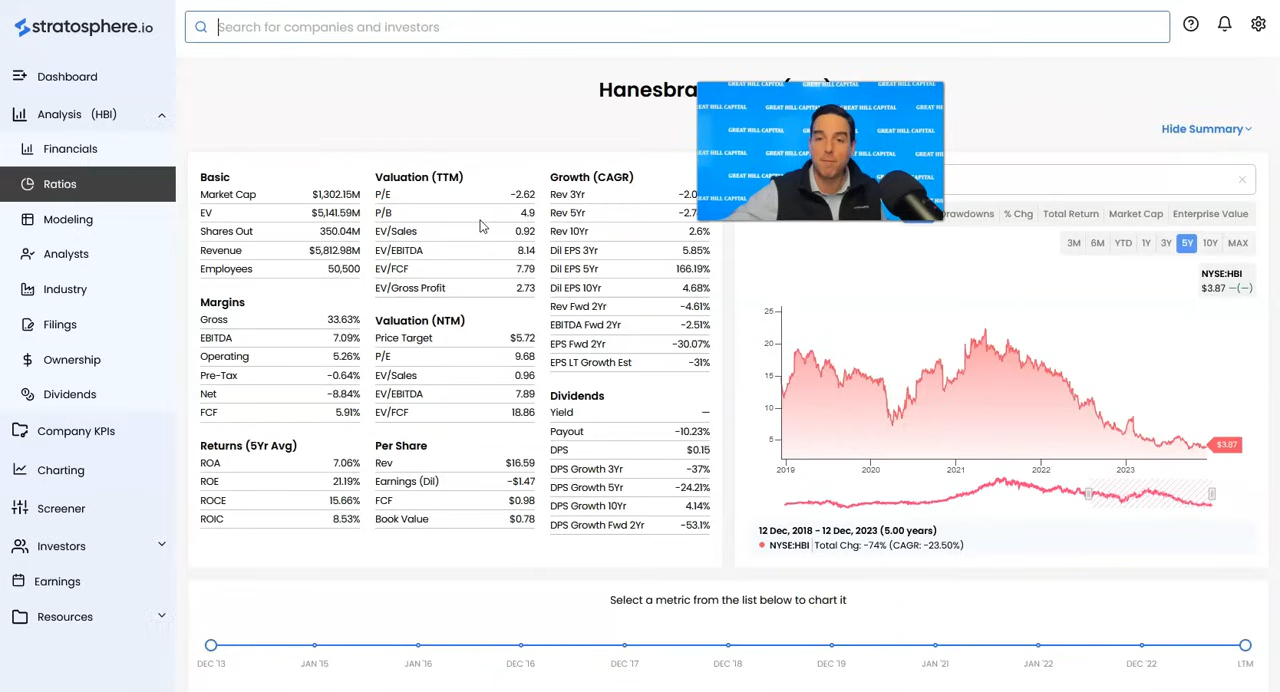 stratosphere.io
Search for companies and investors
Dashboard
Analysis (HBI)
Financials
Ratios
Modeling
Analysts
Industry
Filings
Ownership
Dividends
Company KPIs
Charting
Screener
Investors
Earnings
Resources
Hanesbra
GREAT HILL CAPITAL
Hide Summary
Basic
Market Cap $1,302.15M
EV $5,141.59M
Shares Out 350.04M
Revenue $5,812.98M
Employees 50,500
Margins
Gross 33.63%
EBITDA 7.09%
Operating 5.26%
Pre-Tax -0.64%
Net -8.84%
FCF 5.91%
Returns (5Yr Avg)
ROA 7.06%
ROE 21.19%
ROCE 15.56%
ROIC 8.53%
Valuation (TTM)
P/E -2.62
P/B 4.9
EV/Sales 0.92
EV/EBITDA 8.14
EV/FCF 7.79
EV/Gross Profit 2.73
Valuation (NTM)
Price Target $5.72
P/E 9.68
EV/Sales 0.96
EV/EBITDA 7.89
EV/FCF 18.86
Per Share
Rev $16.59
Earnings (Dil) -$1.47
FCF $0.98
Book Value $0.78
Growth (CAGR)
Rev 3Yr
Rev 5Yr
Rev 10Yr 2.6%
Dil EPS 3Yr 5.85%
Dil EPS 5Yr 166.19%
Dil EPS 10Yr 4.68%
Rev Fwd 2Yr -4.61%
EBITDA Fwd 2Yr -2.51%
EPS Fwd 2Yr -30.07%
EPS LT Growth Est -31%
Dividends
Yield —
Payout -10.23%
DPS $0.15
DPS Growth 3Yr -37%
DPS Growth 5Yr -24.21%
DPS Growth 10Yr 4.14%
DPS Growth Fwd 2Yr -53.1%
rawdowns % Chg Total Return Market Cap Enterprise Value
3M 6M YTD 1Y 3Y 5Y 10Y MAX
NYSE:HBI
$3.87 —(—)
25
20
15
10
5
$3.87
2019 2020 2021 2022 2023
12 Dec, 2018 - 12 Dec, 2023 (5.00 years)
NYSE:HBI Total Chg: -74% (CAGR: -23.50%)
Select a metric from the list below to chart it
DEC '13 JAN '15 JAN '16 DEC '16 DEC '17 DEC '18 DEC '19 JAN '21 JAN '22 DEC '22 LTM